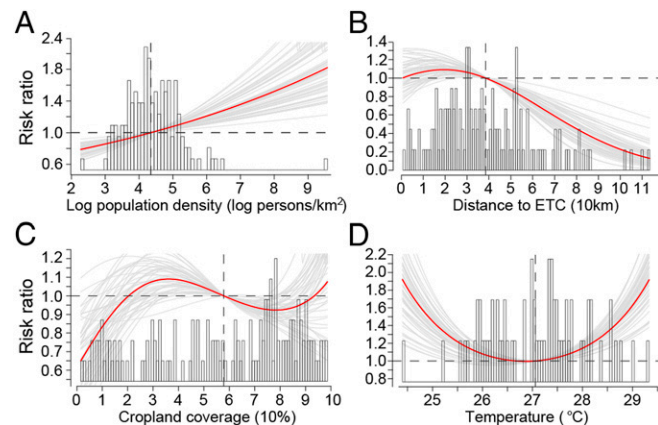 A
Risk ratio
2.4
1.8
1.4
1.0
0.6
2 3 4 5 6 7 8 9
Log population density (log persons/km²)
B
1.4
1.2
1.0
0.8
0.6
0.4
0.2
0.0
0 1 2 3 4 5 6 7 8 9 10 11
Distance to ETC (10km)
C
Risk ratio
1.2
1.1
1.0
0.9
0.8
0.7
0.6
0 1 2 3 4 5 6 7 8 9 10
Cropland coverage (10%)
D
2.2
2.0
1.8
1.6
1.4
1.2
1.0
0.8
25 26 27 28 29
Temperature (°C)